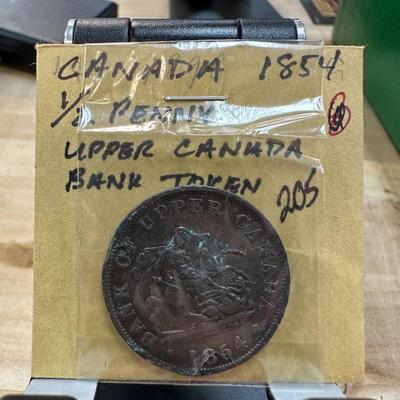 CANADA 1854
1/2 PENNY
UPPER CANADA
BANK TOKEN 205
BANK OF UPPER CANADA
1854